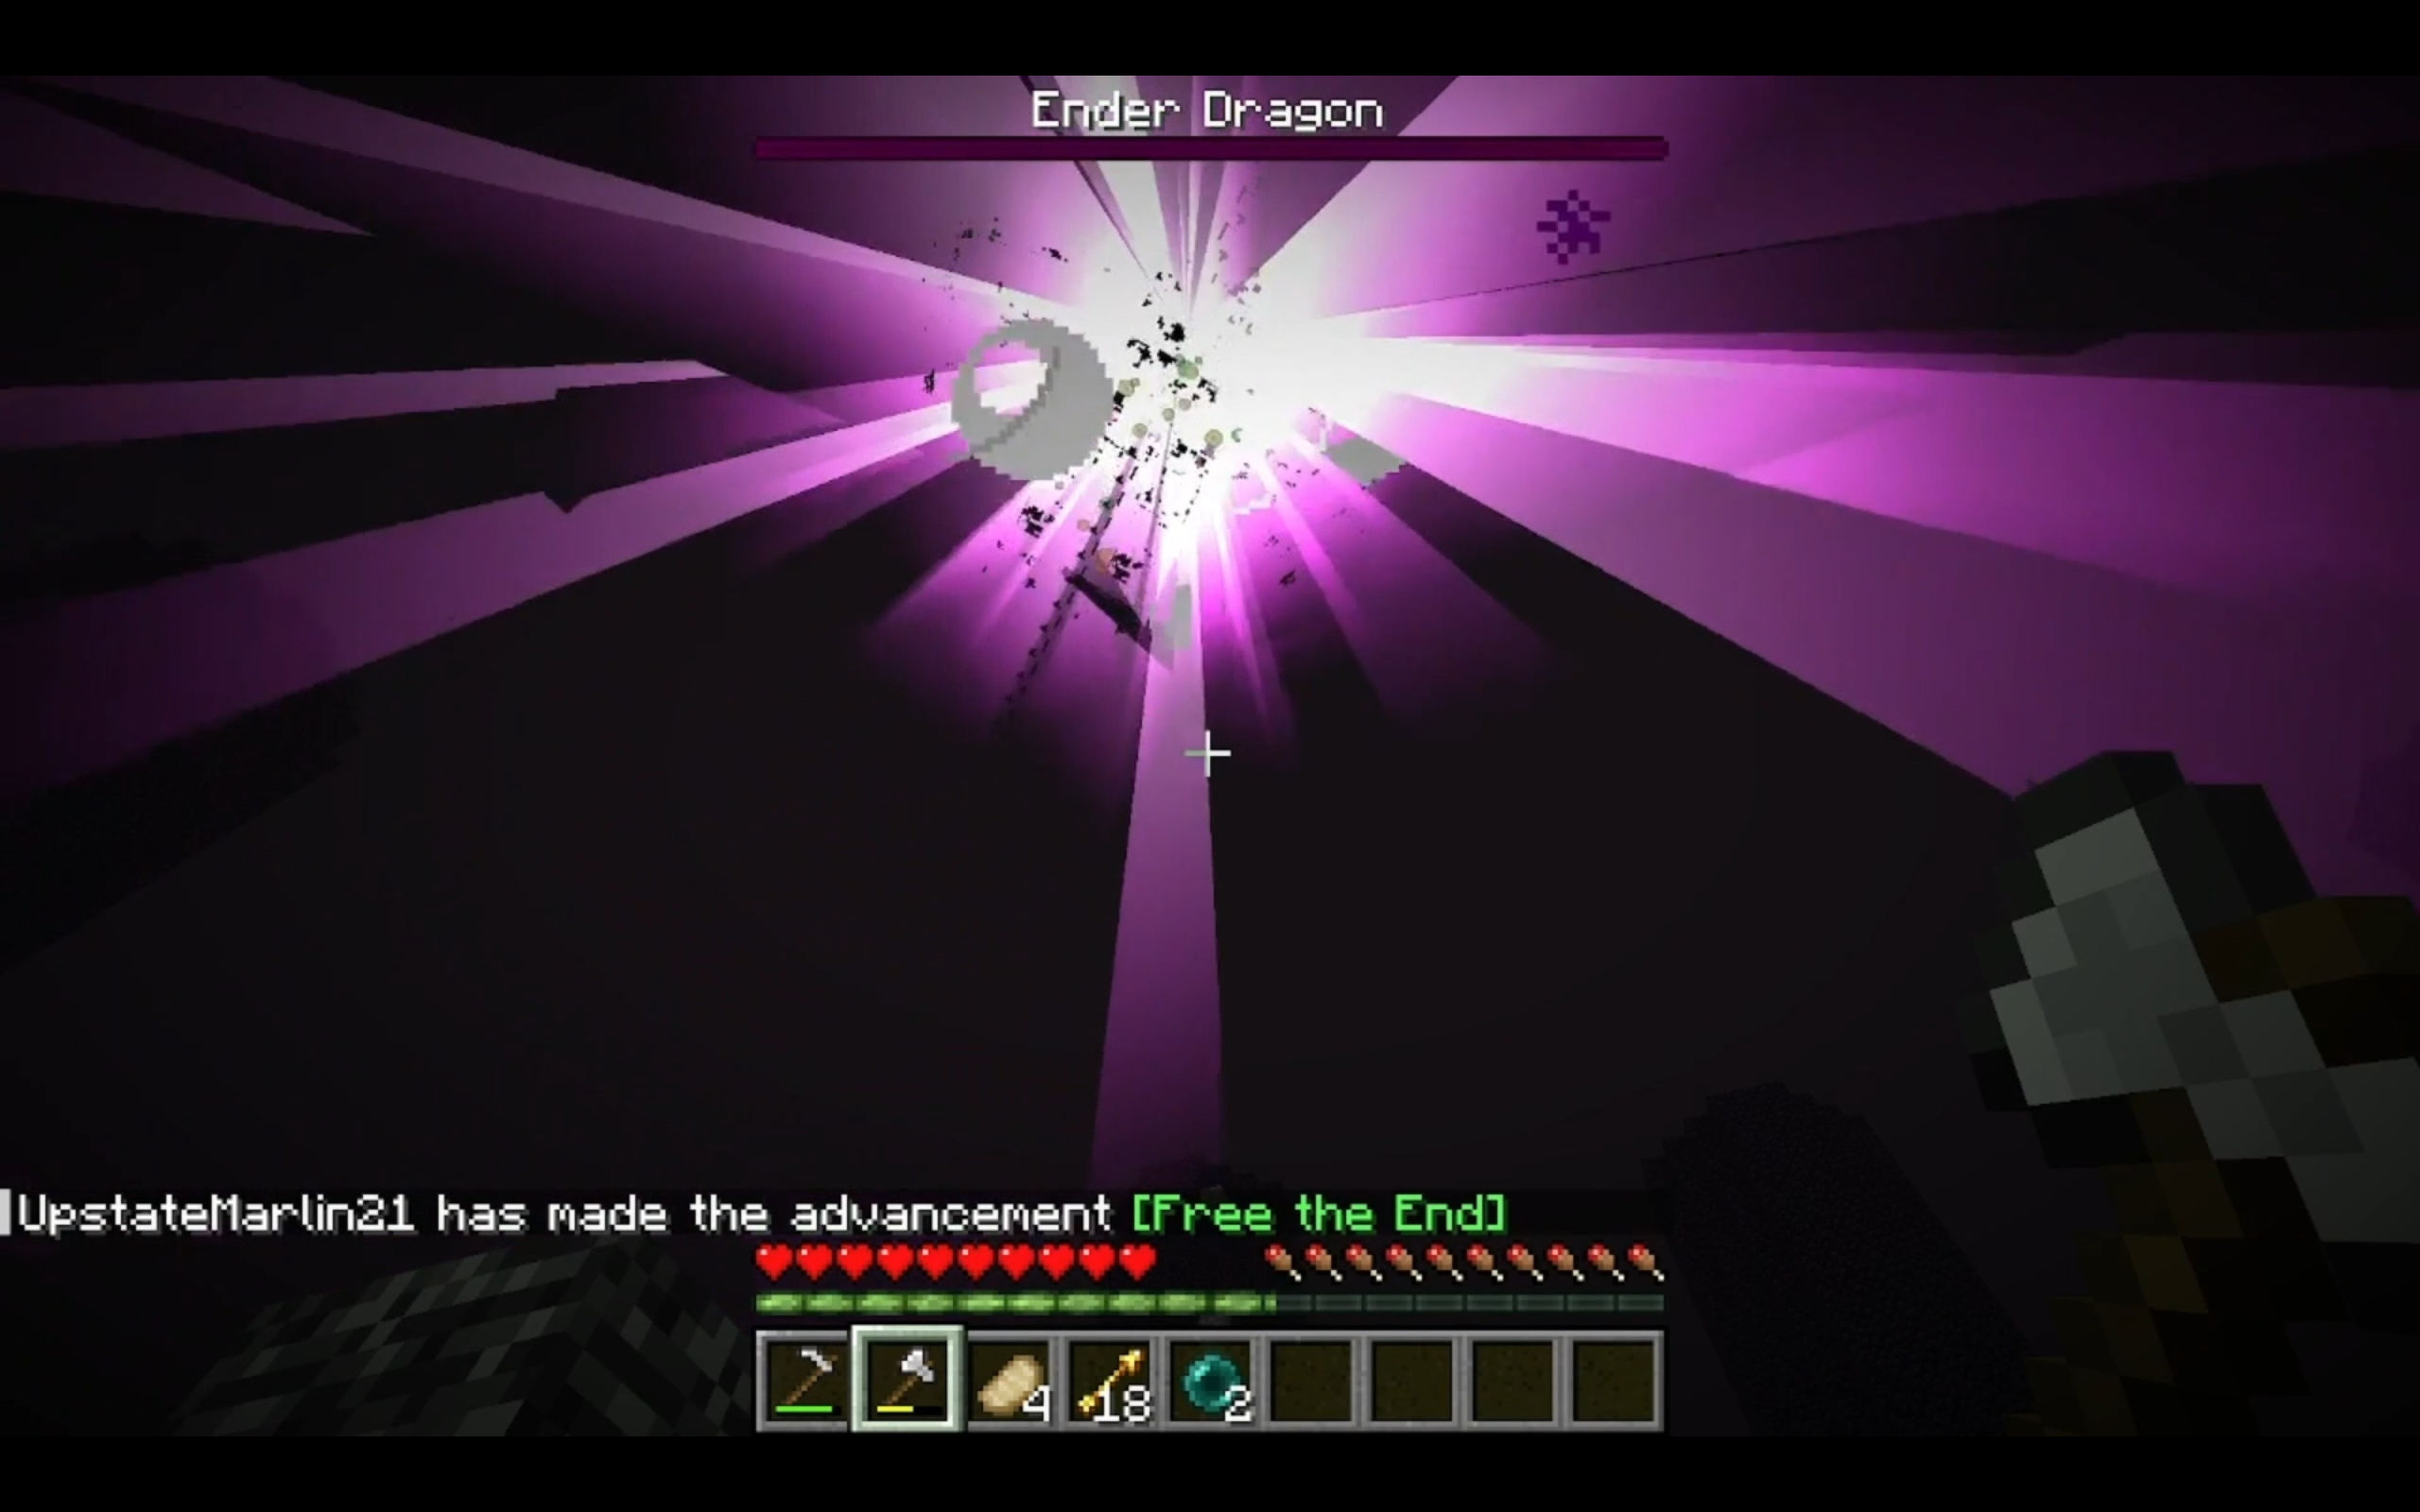 Ender Dragon
UpstateMarlin21 has made the advancement [Free the End]
4 18 2